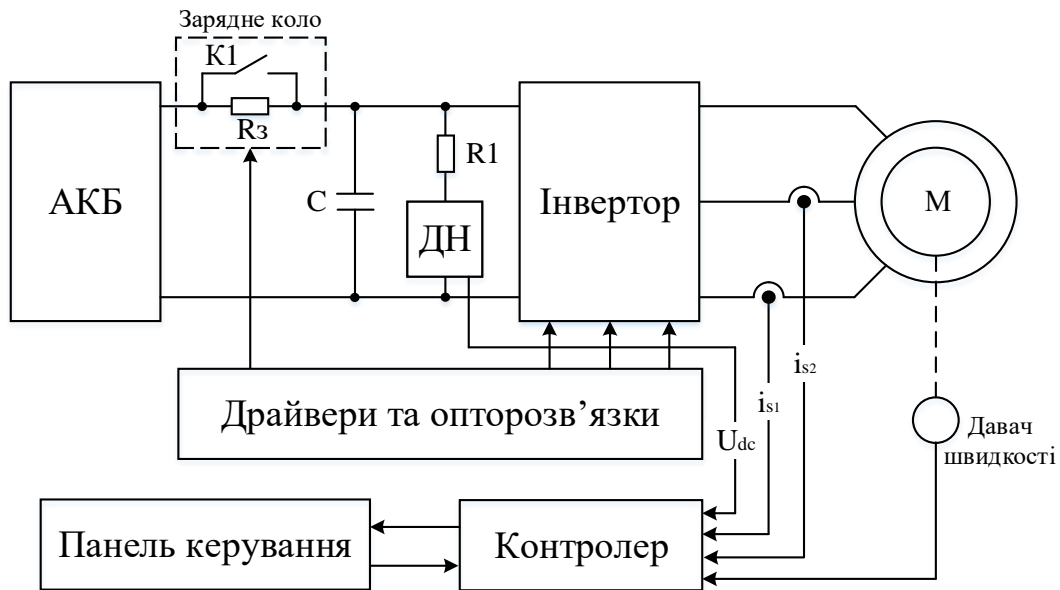 Зарядне коло
К1
Rз
АКБ
С
R1
ДН
Інвертор
М
is2
is1
Udc
Драйвери та опторозв’язки
Давач
швидкості
Панель керування
Контролер